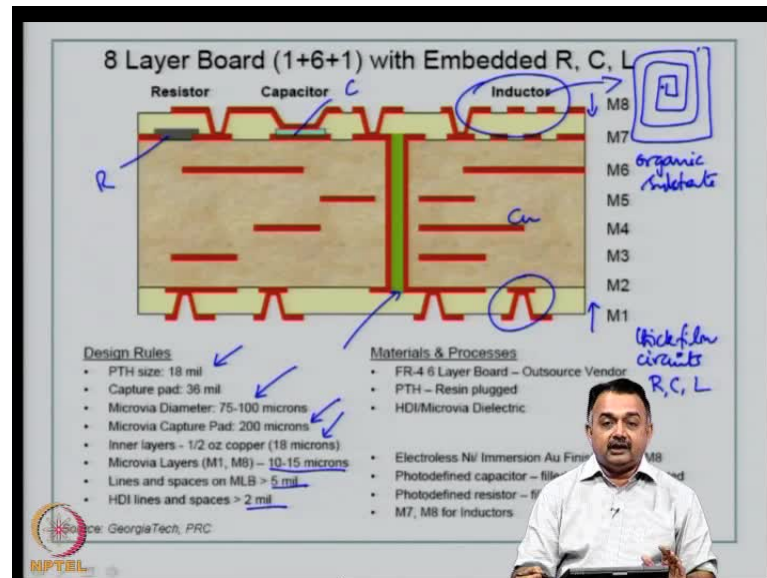 8 Layer Board (1+6+1) with Embedded R, C, L
Resistor
Capacitor
C
Inductor
M8
M7
R
organic
substrate
M6
M5
Cu
M4
M3
M2
M1
thick film
circuits
R, C, L
Design Rules
• PTH size: 18 mil
• Capture pad: 36 mil
• Microvia Diameter: 75-100 microns
• Microvia Capture Pad: 200 microns
• Inner layers - 1/2 oz copper (18 microns)
• Microvia Layers (M1, M8) – 10-15 microns
• Lines and spaces on MLB > 5 mil
• HDI lines and spaces > 2 mil
Materials & Processes
• FR-4 6 Layer Board – Outsource Vendor
• PTH – Resin plugged
• HDI/Microvia Dielectric
• Electroless Ni/ Immersion Au Finis M8
• Photodefined capacitor – fille
• Photodefined resistor – fi
• M7, M8 for Inductors
Source: GeorgiaTech, PRC
NPTEL